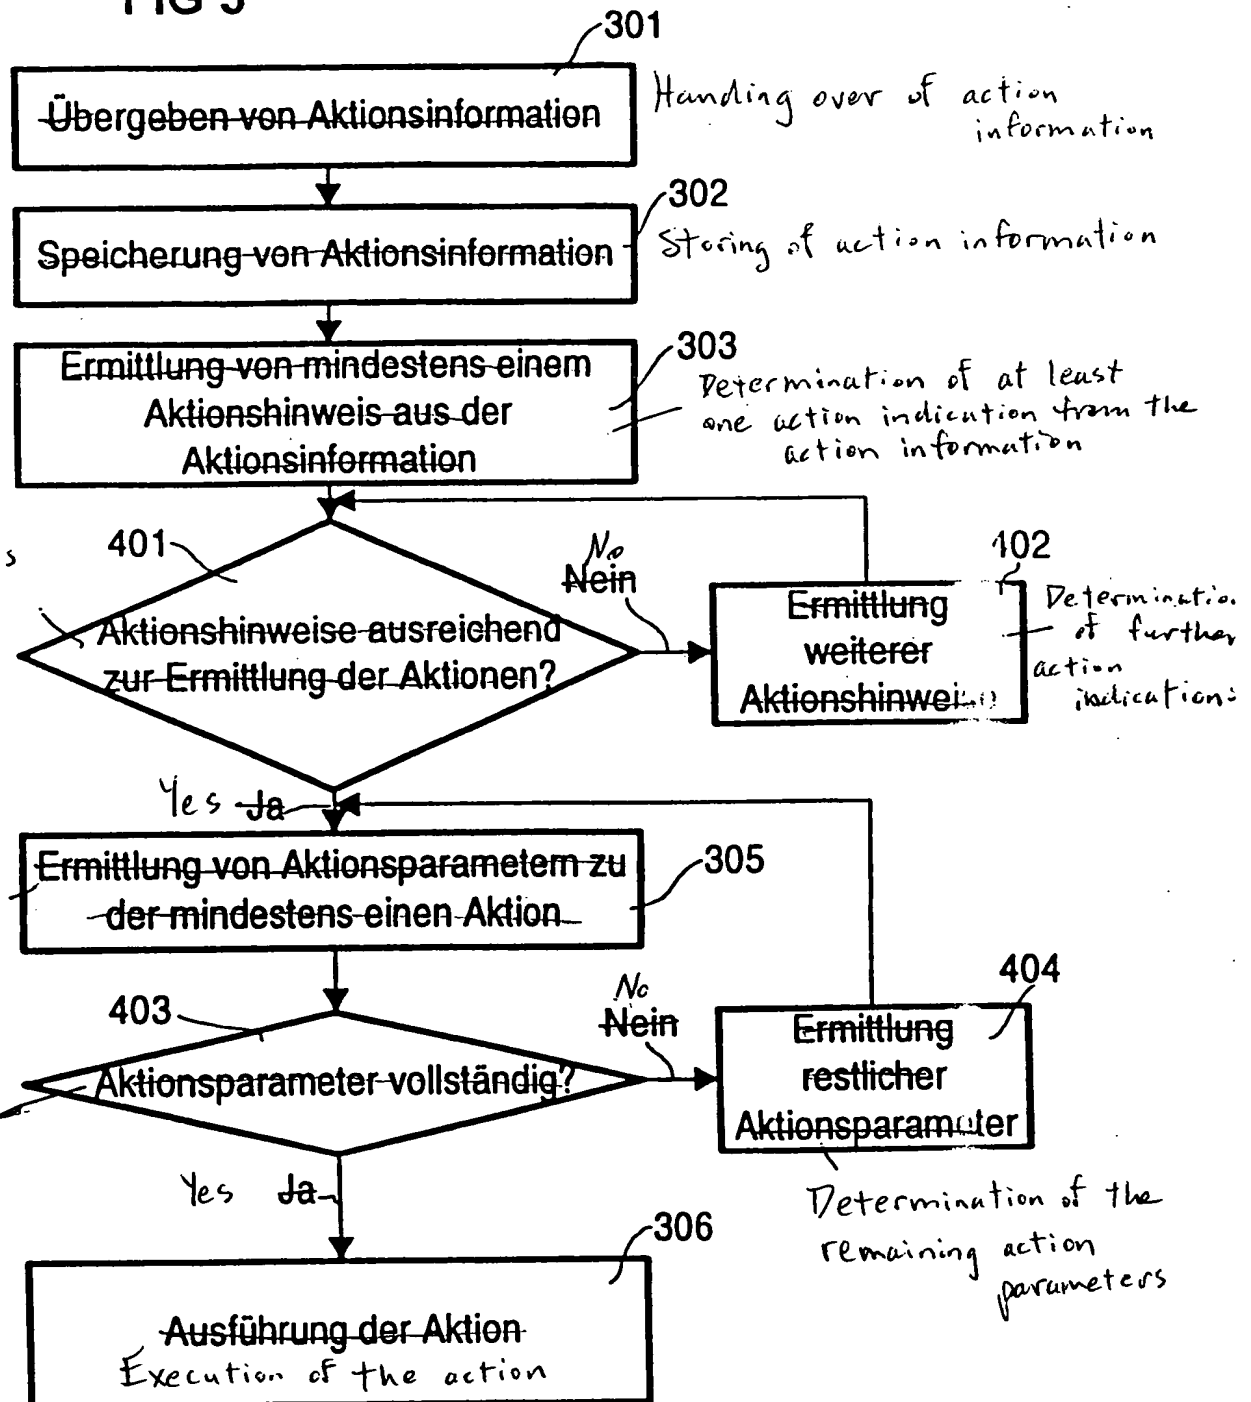 301
Übergeben von Aktionsinformation
Handing over of action
information
302
Speicherung von Aktionsinformation
Storing of action information
303
Ermittlung von mindestens einem
Aktionshinweis aus der
Aktionsinformation
Determination of at least
one action indication from the
action information
401
Aktionshinweise ausreichend
zur Ermittlung der Aktionen?
No
Nein
102
Ermittlung
weiterer
Determination
of further
action
Yes Ja
305
Ermittlung von Aktionsparametern zu
der mindestens einen Aktion
403
Aktionsparameter vollständig?
No
Nein
404
Ermittlung
restlicher
Aktionsparameter
Determination of the
remaining action
parameters
Yes Ja
306
Ausführung der Aktion
Execution of the action